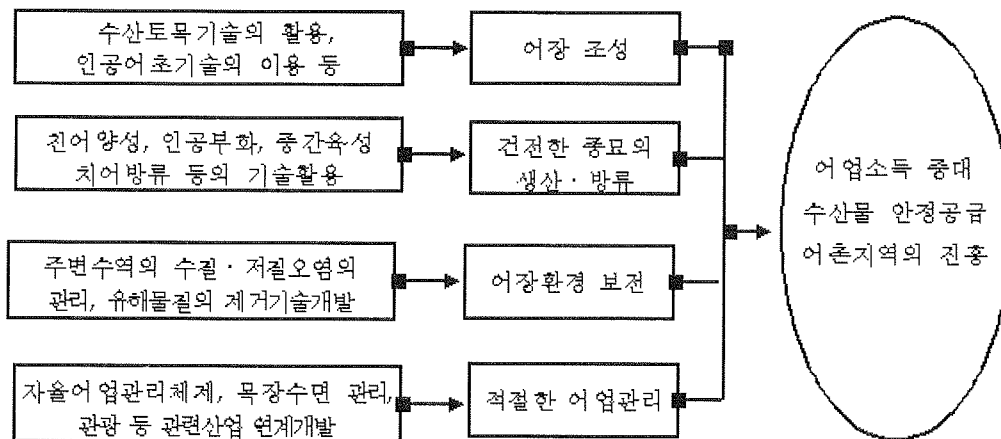 수산토목기술의 활용,
인공어초기술의 이용 등
어장 조성
친어양성, 인공부화, 중간육성
치어방류 등의 기술활용
건전한 종묘의
생산 · 방류
주변수역의 수질 · 저질오염의
관리, 유해물질의 제거기술개발
어장환경 보전
자율어업관리체제, 목장수면 관리,
관광 등 관련산업 연계개발
적절한 어업관리
어업소득 증대
수산물 안정공급
어촌지역의 진흥